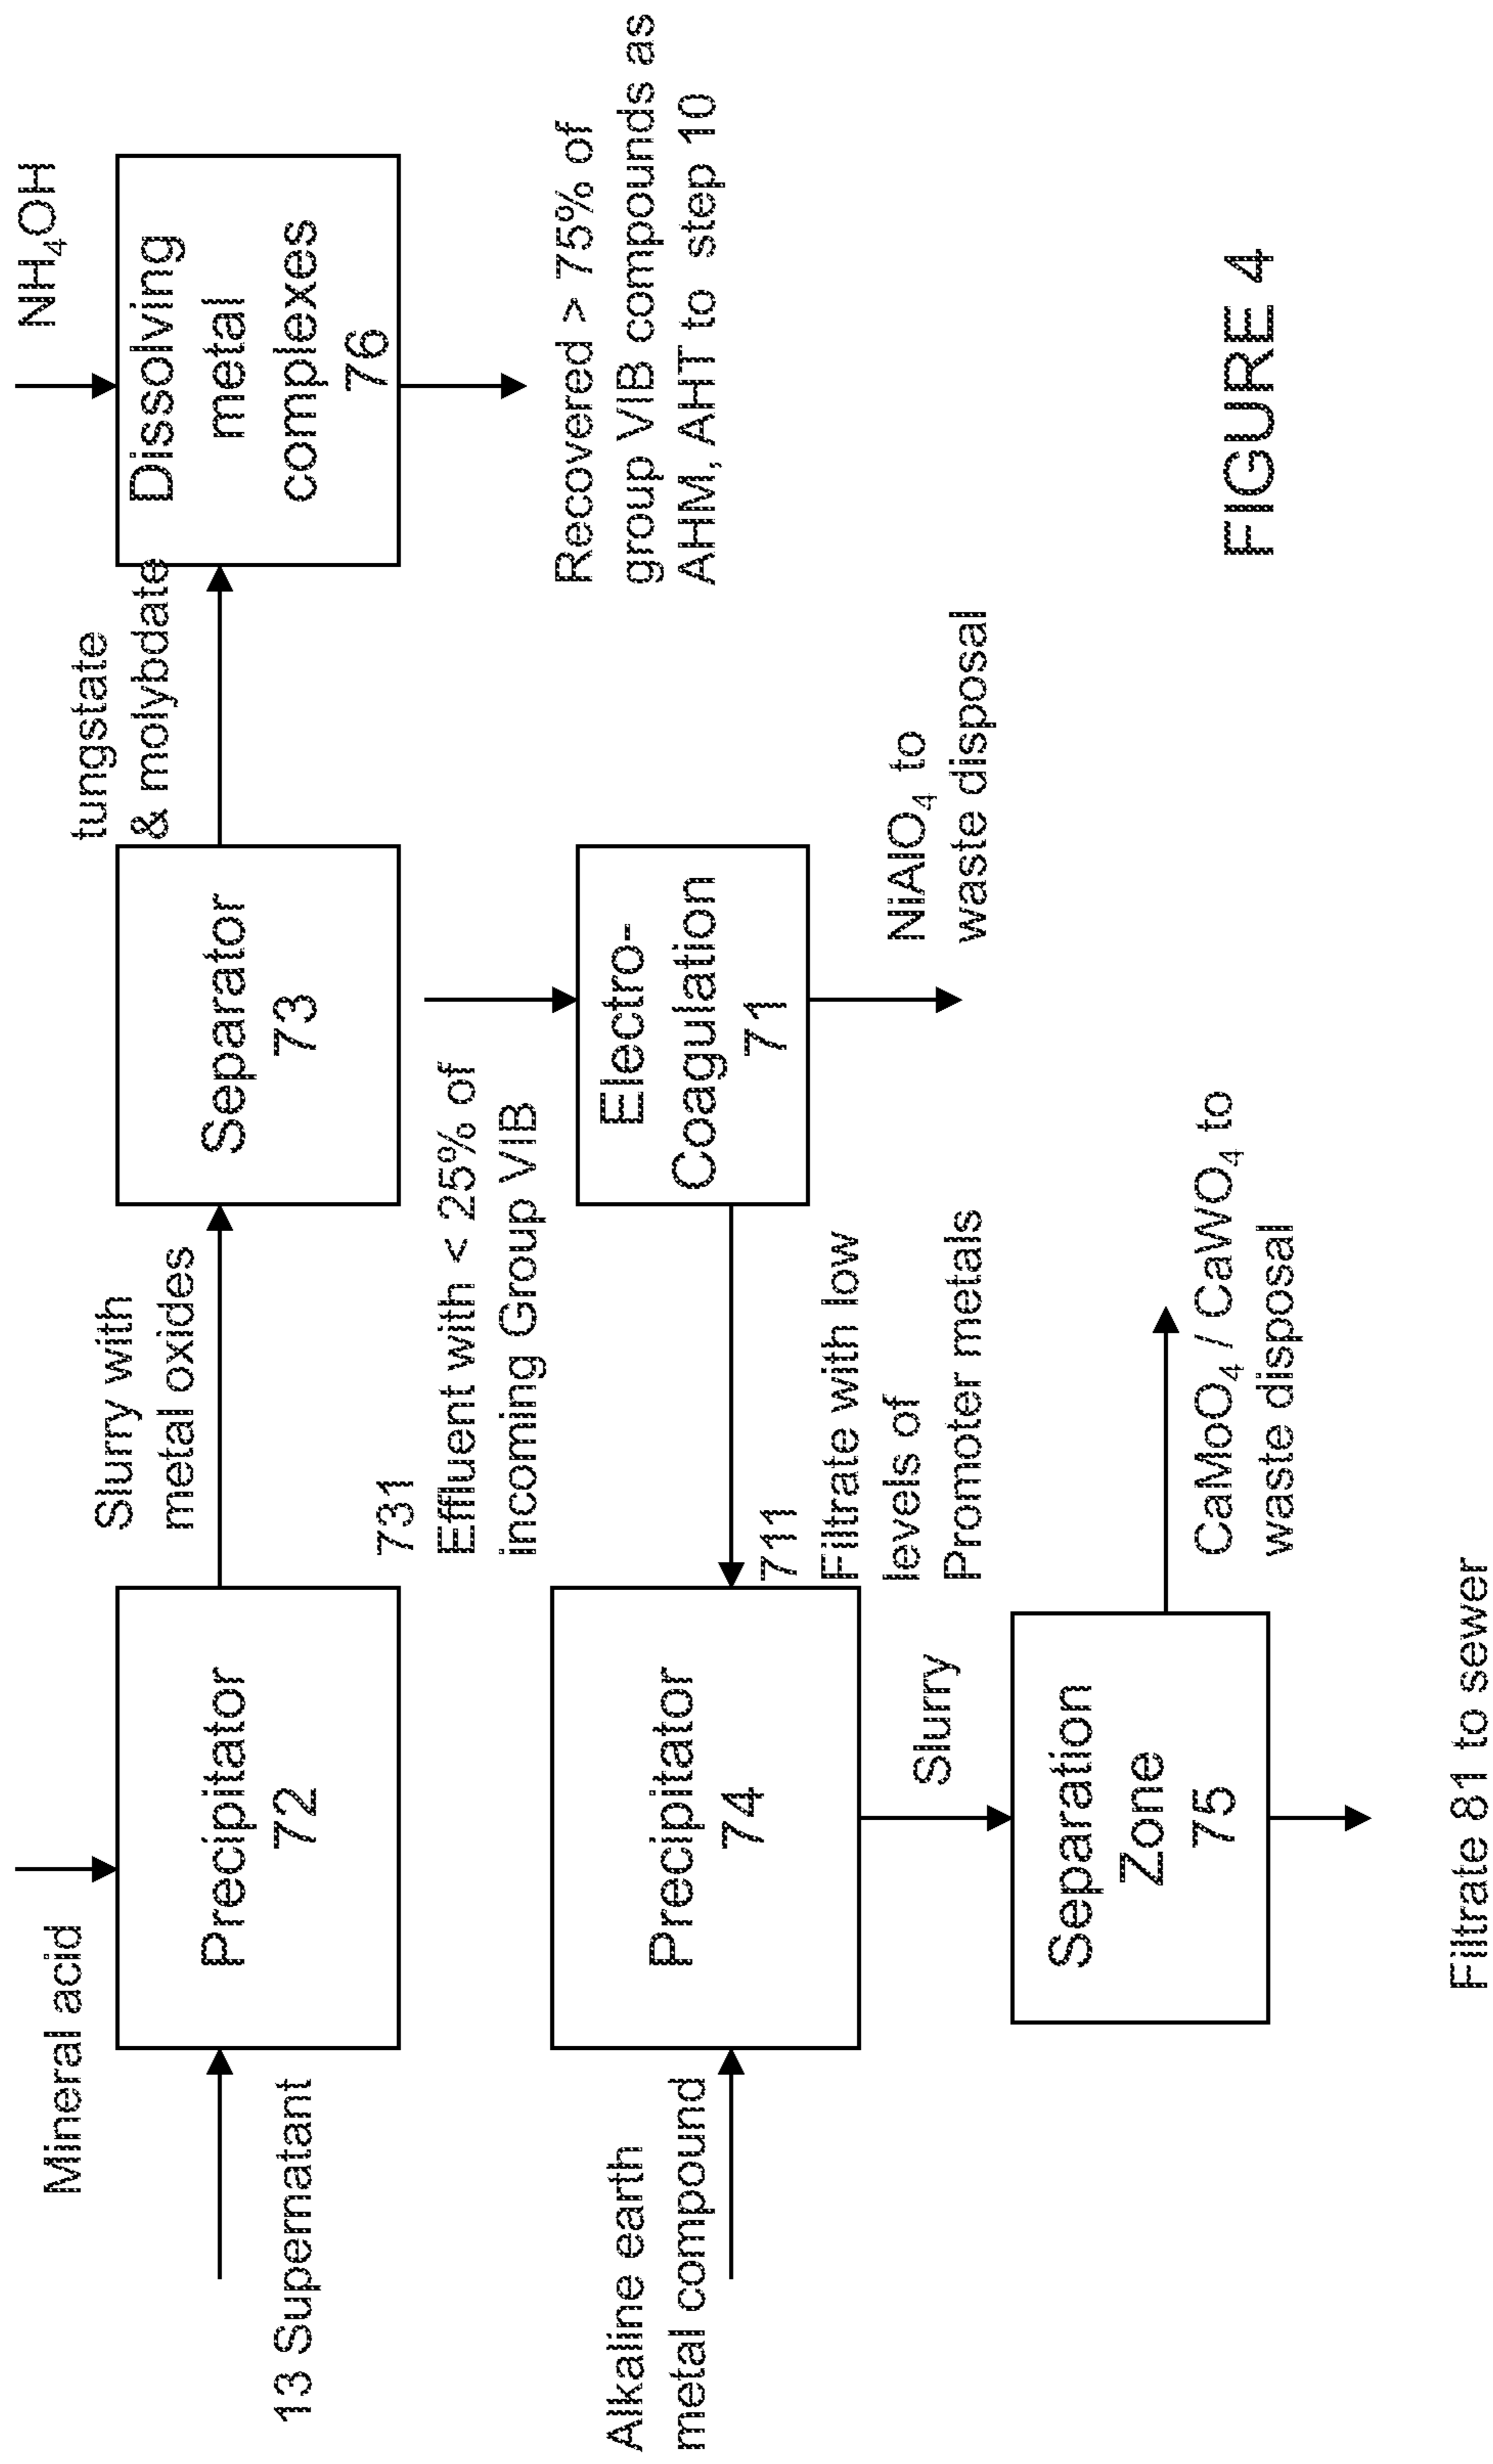 Mineral acid
NH₄OH
13 Supernatant
Precipitator
72
Slurry with
metal oxides
Separator
73
tungstate
& molybdate
Dissolving
metal
complexes
76
731
Effluent with < 25% of
incoming Group VIB
Recovered > 75% of
group VIB compounds as
AHM, AHT to step 10
Alkaline earth
metal compound
Precipitator
74
711
Filtrate with low
levels of
Promoter metals
Electro-
Coagulation
71
NiAlO₄ to
waste disposal
Slurry
Separation
Zone
75
CaMoO₄ / CaWO₄ to
waste disposal
Filtrate 81 to sewer
FIGURE 4